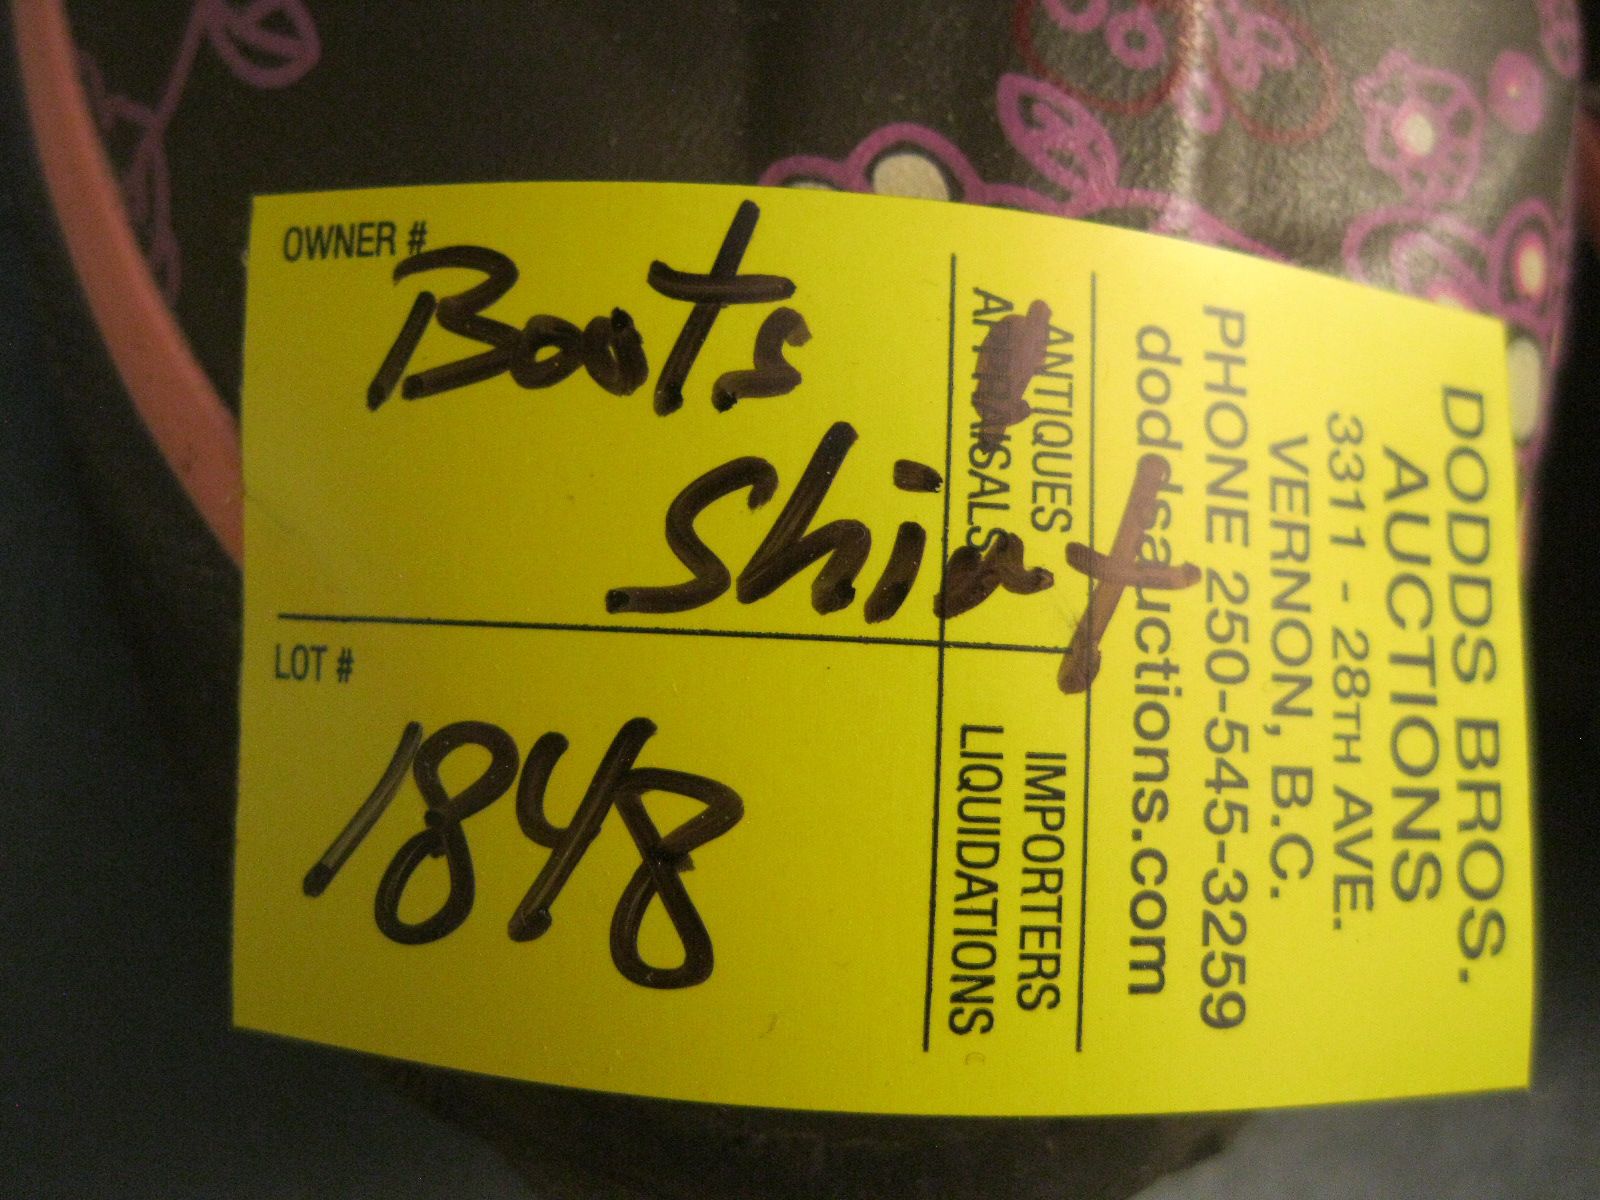 OWNER #
Boots
Shirt
LOT #
1848
DODDS BROS.
AUCTIONS
3311 - 28TH AVE.
VERNON, B.C.
PHONE 250-545-3259
doddsauctions.com
ANTIQUES IMPORTERS
APPRAISALS LIQUIDATIONS